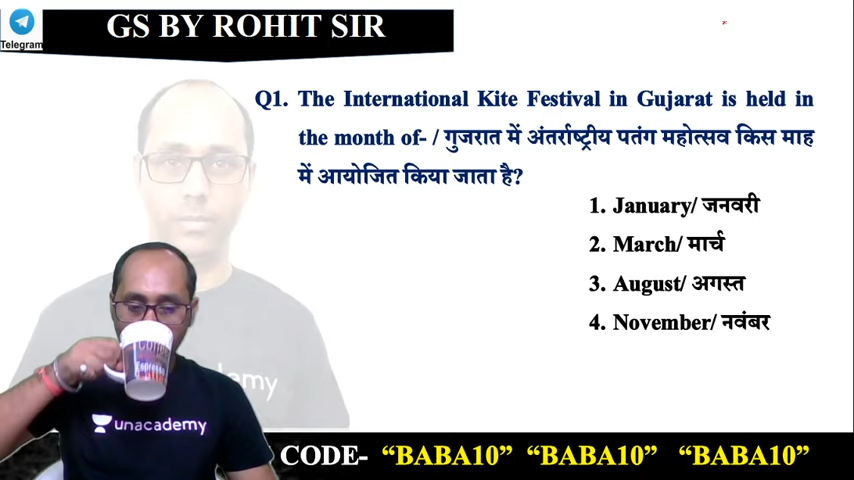 Telegram
GS BY ROHIT SIR
Q1. The International Kite Festival in Gujarat is held in
the month of- / गुजरात में अंतर्राष्ट्रीय पतंग महोत्सव किस माह
में आयोजित किया जाता है?
1. January/ जनवरी
2. March/ मार्च
3. August/ अगस्त
4. November/ नवंबर
Espresso
unacademy
CODE- “BABA10” “BABA10” “BABA10”